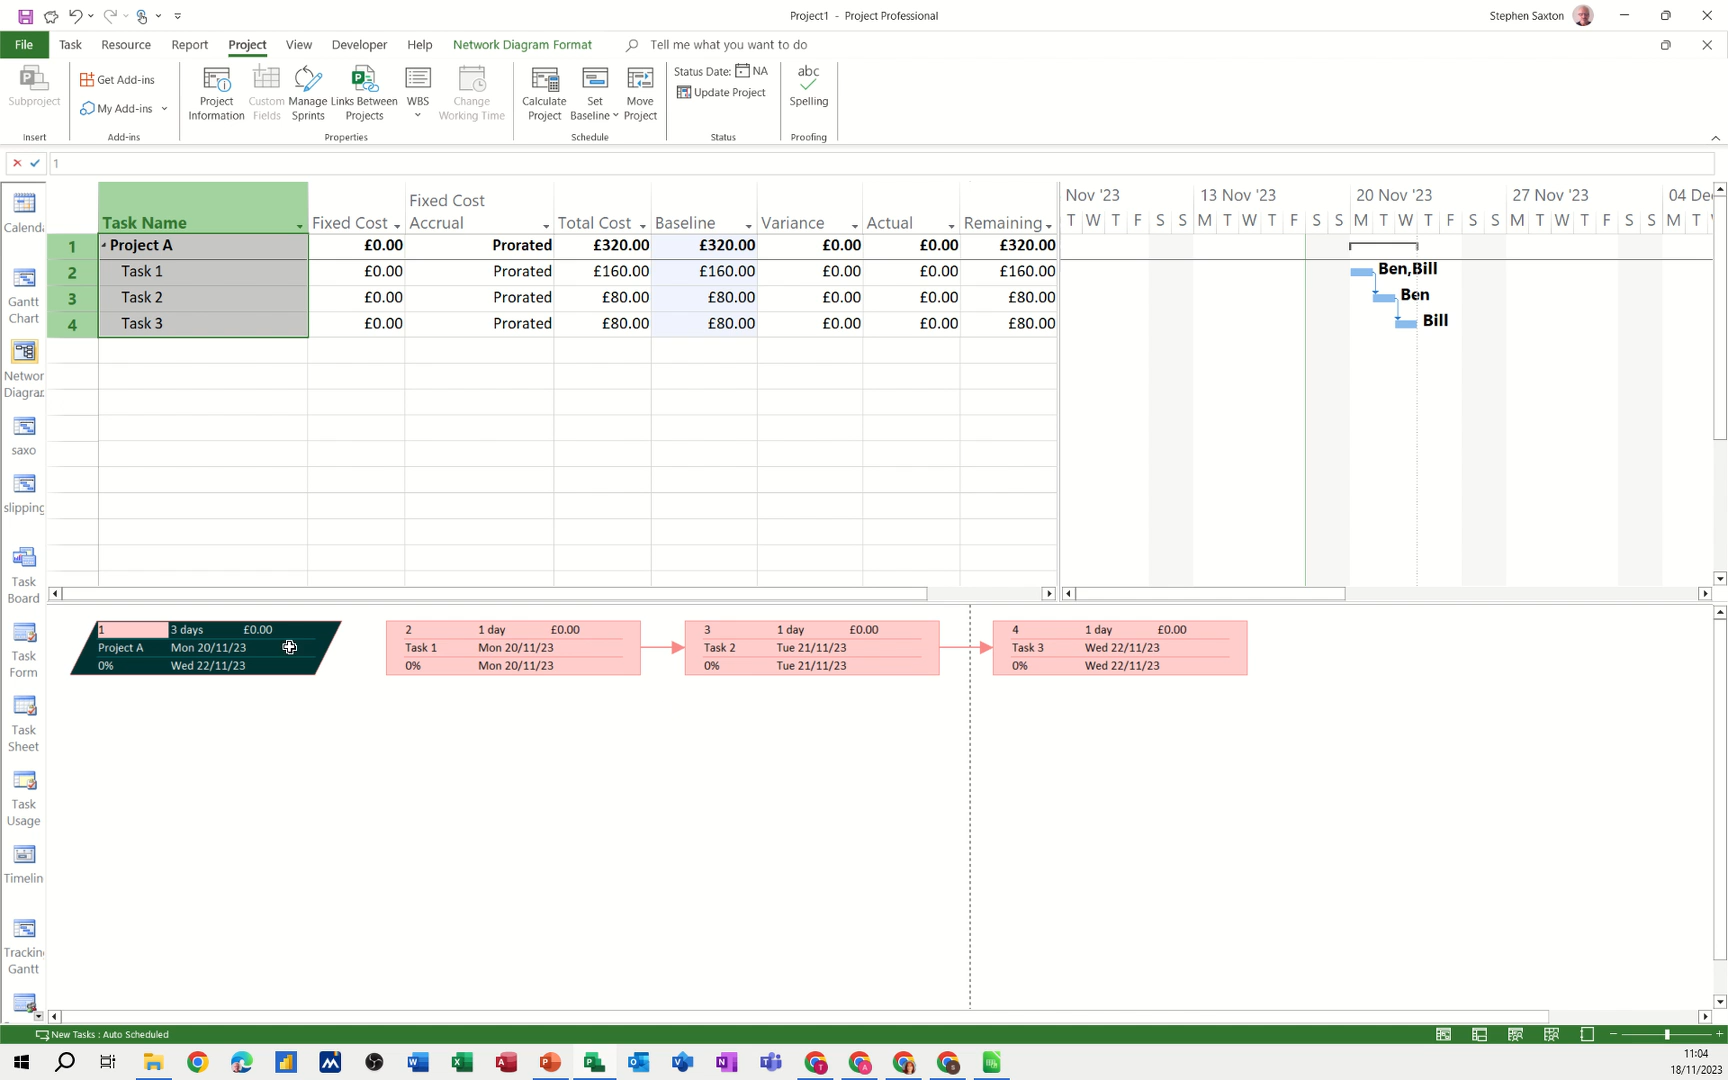 Project1 - Project Professional
Stephen Saxton
File Task Resource Report Project View Developer Help Network Diagram Format Tell me what you want to do
Subproject
Get Add-ins
My Add-ins
Project Information
Custom Fields
Manage Sprints
Links Between Projects
WBS
Change Working Time
Calculate Project
Set Baseline
Move Project
Status Date: NA
Update Project
abc
Spelling
Insert Add-ins Properties Schedule Status Proofing
1
Task Name Fixed Cost Fixed Cost Accrual Total Cost Baseline Variance Actual Remaining
1 Project A £0.00 Prorated £320.00 £320.00 £0.00 £0.00 £320.00
2 Task 1 £0.00 Prorated £160.00 £160.00 £0.00 £0.00 £160.00
3 Task 2 £0.00 Prorated £80.00 £80.00 £0.00 £0.00 £80.00
4 Task 3 £0.00 Prorated £80.00 £80.00 £0.00 £0.00 £80.00
Nov '23 13 Nov '23 20 Nov '23 27 Nov '23 04 De
T W T F S S M T W T F S S M T W T F S S M T W T F S S M T
Ben,Bill
Ben
Bill
Calend
Gantt
Chart
Networ
Diagra
saxo
slipping
Task
Board
Task
Form
Task
Sheet
Task
Usage
Timelin
Trackin
Gantt
1 3 days £0.00
Project A Mon 20/11/23
0% Wed 22/11/23
2 1 day £0.00
Task 1 Mon 20/11/23
0% Mon 20/11/23
3 1 day £0.00
Task 2 Tue 21/11/23
0% Tue 21/11/23
4 1 day £0.00
Task 3 Wed 22/11/23
0% Wed 22/11/23
New Tasks : Auto Scheduled
11:04
18/11/2023